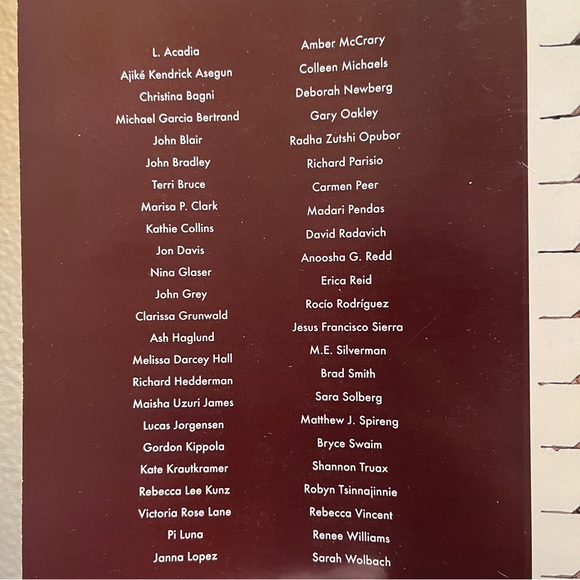 L. Acadia
Ajiké Kendrick Asegun
Christina Bagni
Michael Garcia Bertrand
John Blair
John Bradley
Terri Bruce
Marisa P. Clark
Kathie Collins
Jon Davis
Nina Glaser
John Grey
Clarissa Grunwald
Ash Haglund
Melissa Darcey Hall
Richard Hedderman
Maisha Uzuri James
Lucas Jorgensen
Gordon Kippola
Kate Krautkramer
Rebecca Lee Kunz
Victoria Rose Lane
Pi Luna
Janna Lopez
Amber McCrary
Colleen Michaels
Deborah Newberg
Gary Oakley
Radha Zutshi Opubor
Richard Parisio
Carmen Peer
Madari Pendas
David Radavich
Anoosha G. Redd
Erica Reid
Rocío Rodríguez
Jesus Francisco Sierra
M.E. Silverman
Brad Smith
Sara Solberg
Matthew J. Spireng
Bryce Swaim
Shannon Truax
Robyn Tsinnajinnie
Rebecca Vincent
Renee Williams
Sarah Wolbach